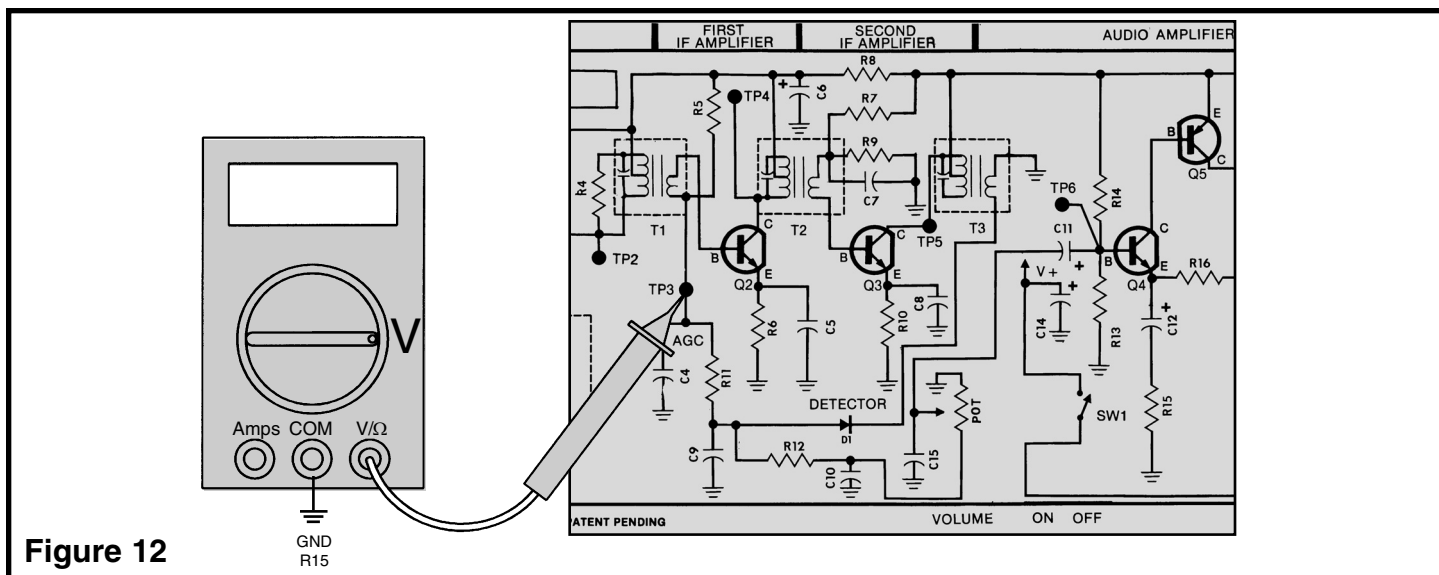 FIRST
IF AMPLIFIER
SECOND
IF AMPLIFIER
AUDIO AMPLIFIER
R8
R5
TP4
+
C6
R7
R9
R4
C7
TP6
R14
B
E
C
Q5
T1
T2
T3
TP2
C
B
E
Q2
C
B
E
Q3
TP5
C11
+
B
C
E
Q4
R16
V +
+
C14
R13
+
C12
TP3
AGC
C4
R11
R6
C5
R10
C8
DETECTOR
D1
POT
SW1
R15
C9
R12
C10
C15
V
Amps COM V/Ω
GND
R15
PATENT PENDING
VOLUME ON OFF
Figure 12